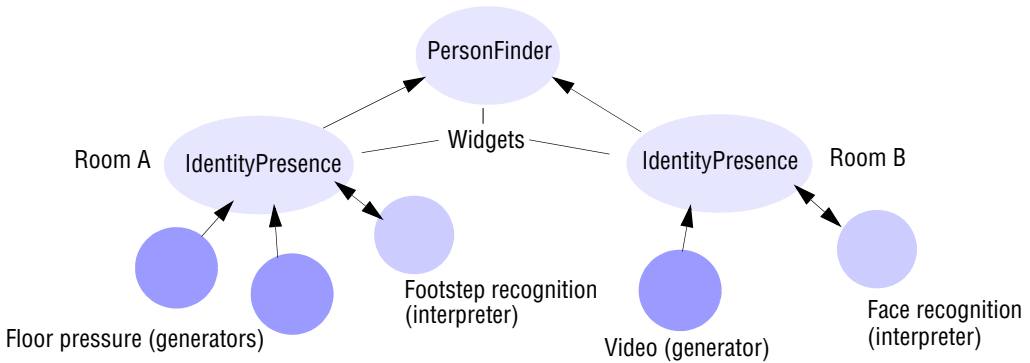 PersonFinder
Widgets
Room A
IdentityPresence
IdentityPresence
Room B
Footstep recognition
(interpreter)
Floor pressure (generators)
Video (generator)
Face recognition
(interpreter)